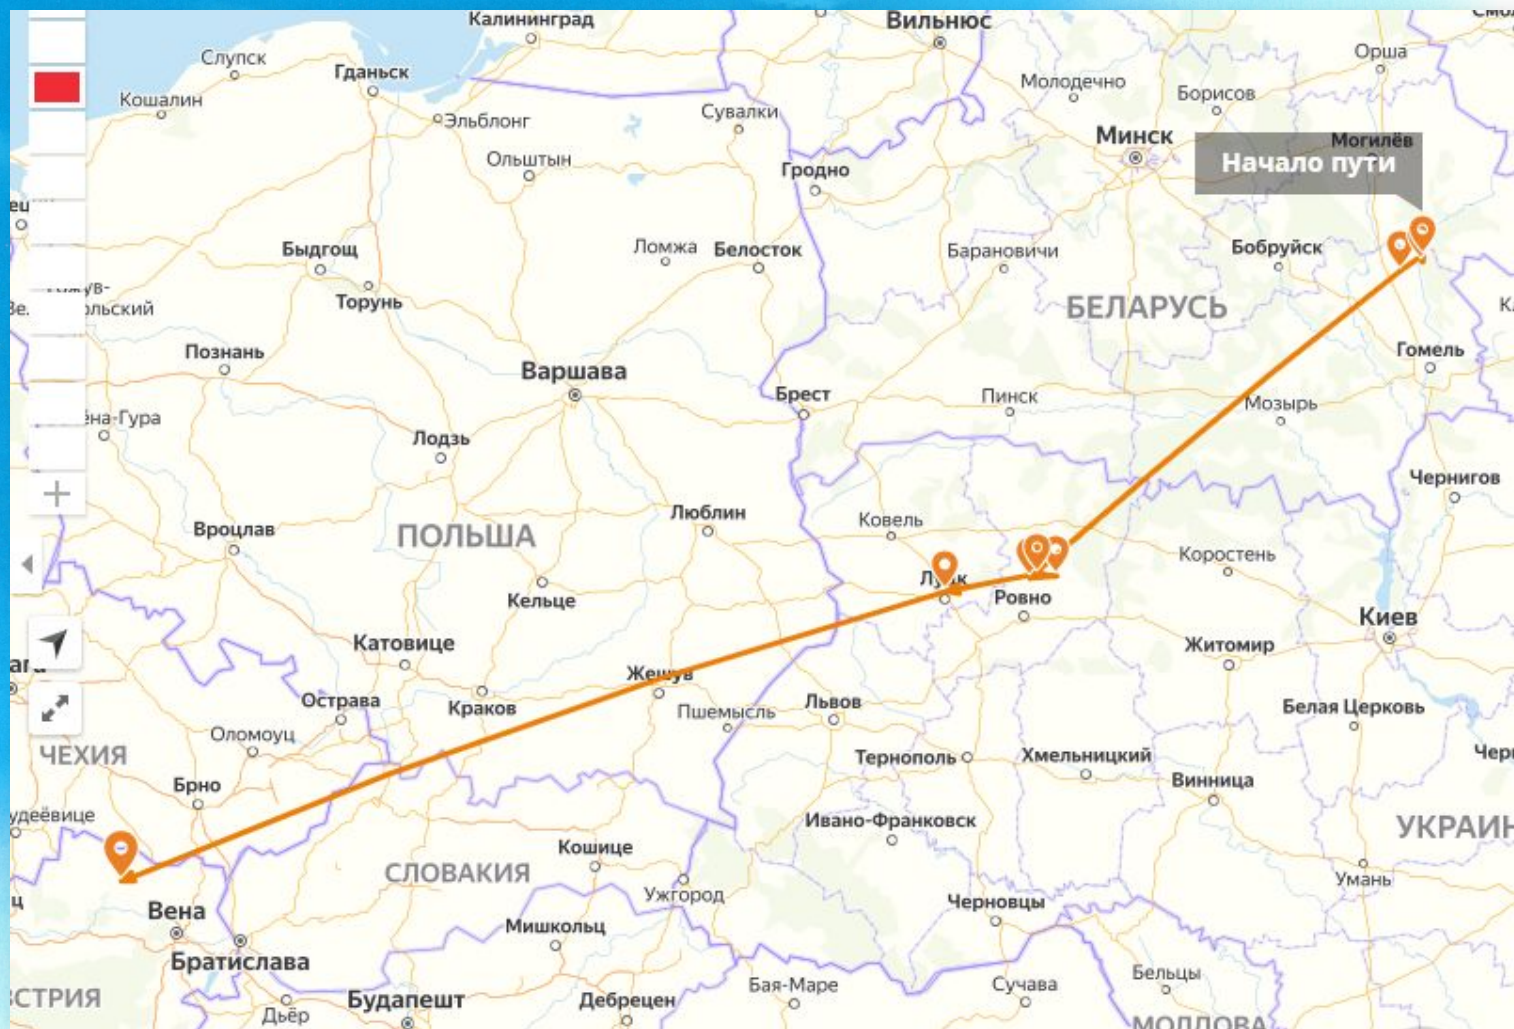 Калининград
Вильнюс
Слупск
Гданьск
Орша
Молодечно
Борисов
Кошалин
Эльблонг
Сувалки
Минск
Могилёв
Ольштын
Гродно
Начало пути
Быдгощ
Ломжа
Белосток
Барановичи
Бобруйск
Торунь
БЕЛАРУСЬ
Познань
Варшава
Гомель
Брест
Пинск
Мозырь
Лодзь
Чернигов
Люблин
Ковель
Вроцлав
ПОЛЬША
Коростень
Кельце
Ровно
Киев
Катовице
Житомир
Жешув
Острава
Краков
Пшемысль
Львов
Белая Церковь
Оломоуц
ЧЕХИЯ
Тернополь
Хмельницкий
Винница
Брно
Ивано-Франковск
Кошице
СЛОВАКИЯ
Умань
Ужгород
Вена
Черновцы
Мишкольц
Братислава
Бельцы
Будапешт
Дебрецен
Бая-Маре
Сучава
Дьёр
МОЛДОВА